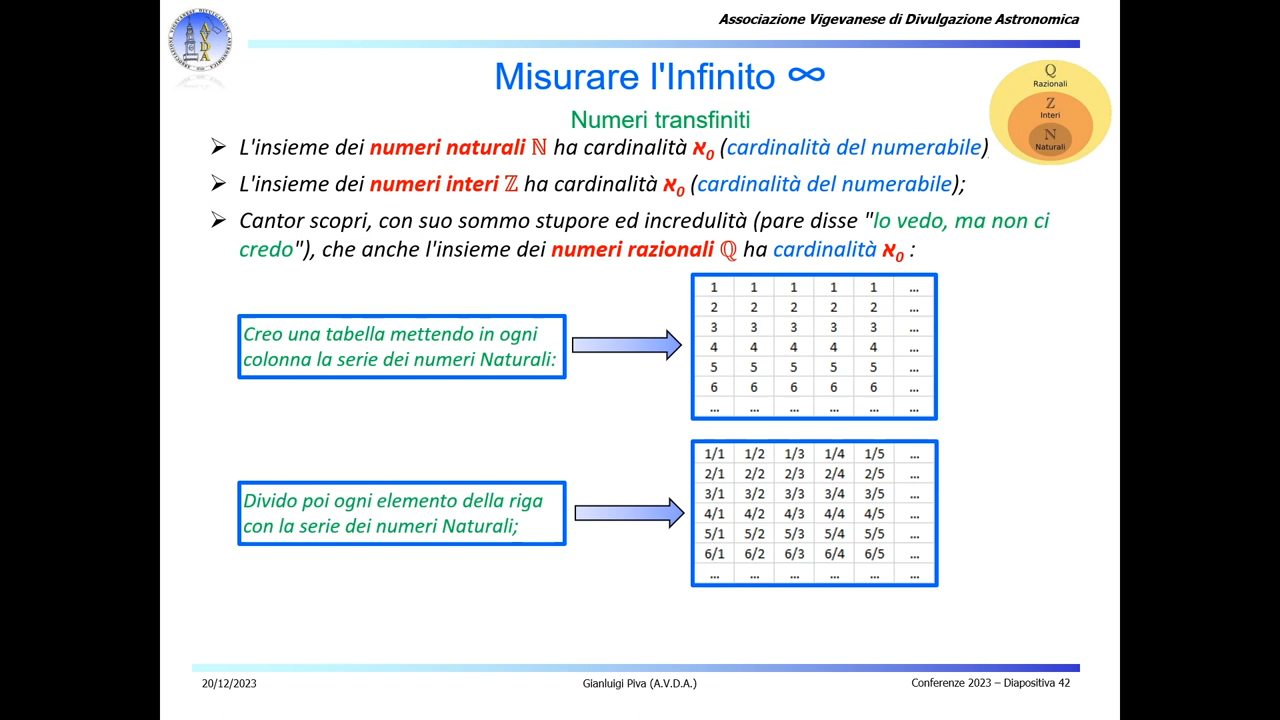 Associazione Vigevanese di Divulgazione Astronomica
A.V.D.A
Misurare l'Infinito ∞
Q
Razionali
Z
Interi
N
Naturali
Numeri transfiniti
➢ L'insieme dei numeri naturali ℕ ha cardinalità ℵ0 (cardinalità del numerabile)
➢ L'insieme dei numeri interi ℤ ha cardinalità ℵ0 (cardinalità del numerabile);
➢ Cantor scopri, con suo sommo stupore ed incredulità (pare disse "lo vedo, ma non ci
credo"), che anche l'insieme dei numeri razionali ℚ ha cardinalità ℵ0 :
Creo una tabella mettendo in ogni
colonna la serie dei numeri Naturali:
1 1 1 1 1 ...
2 2 2 2 2 ...
3 3 3 3 3 ...
4 4 4 4 4 ...
5 5 5 5 5 ...
6 6 6 6 6 ...
... ... ... ... ... ...
Divido poi ogni elemento della riga
con la serie dei numeri Naturali;
1/1 1/2 1/3 1/4 1/5 ...
2/1 2/2 2/3 2/4 2/5 ...
3/1 3/2 3/3 3/4 3/5 ...
4/1 4/2 4/3 4/4 4/5 ...
5/1 5/2 5/3 5/4 5/5 ...
6/1 6/2 6/3 6/4 6/5 ...
... ... ... ... ... ...
20/12/2023
Gianluigi Piva (A.V.D.A.)
Conferenze 2023 – Diapositiva 42